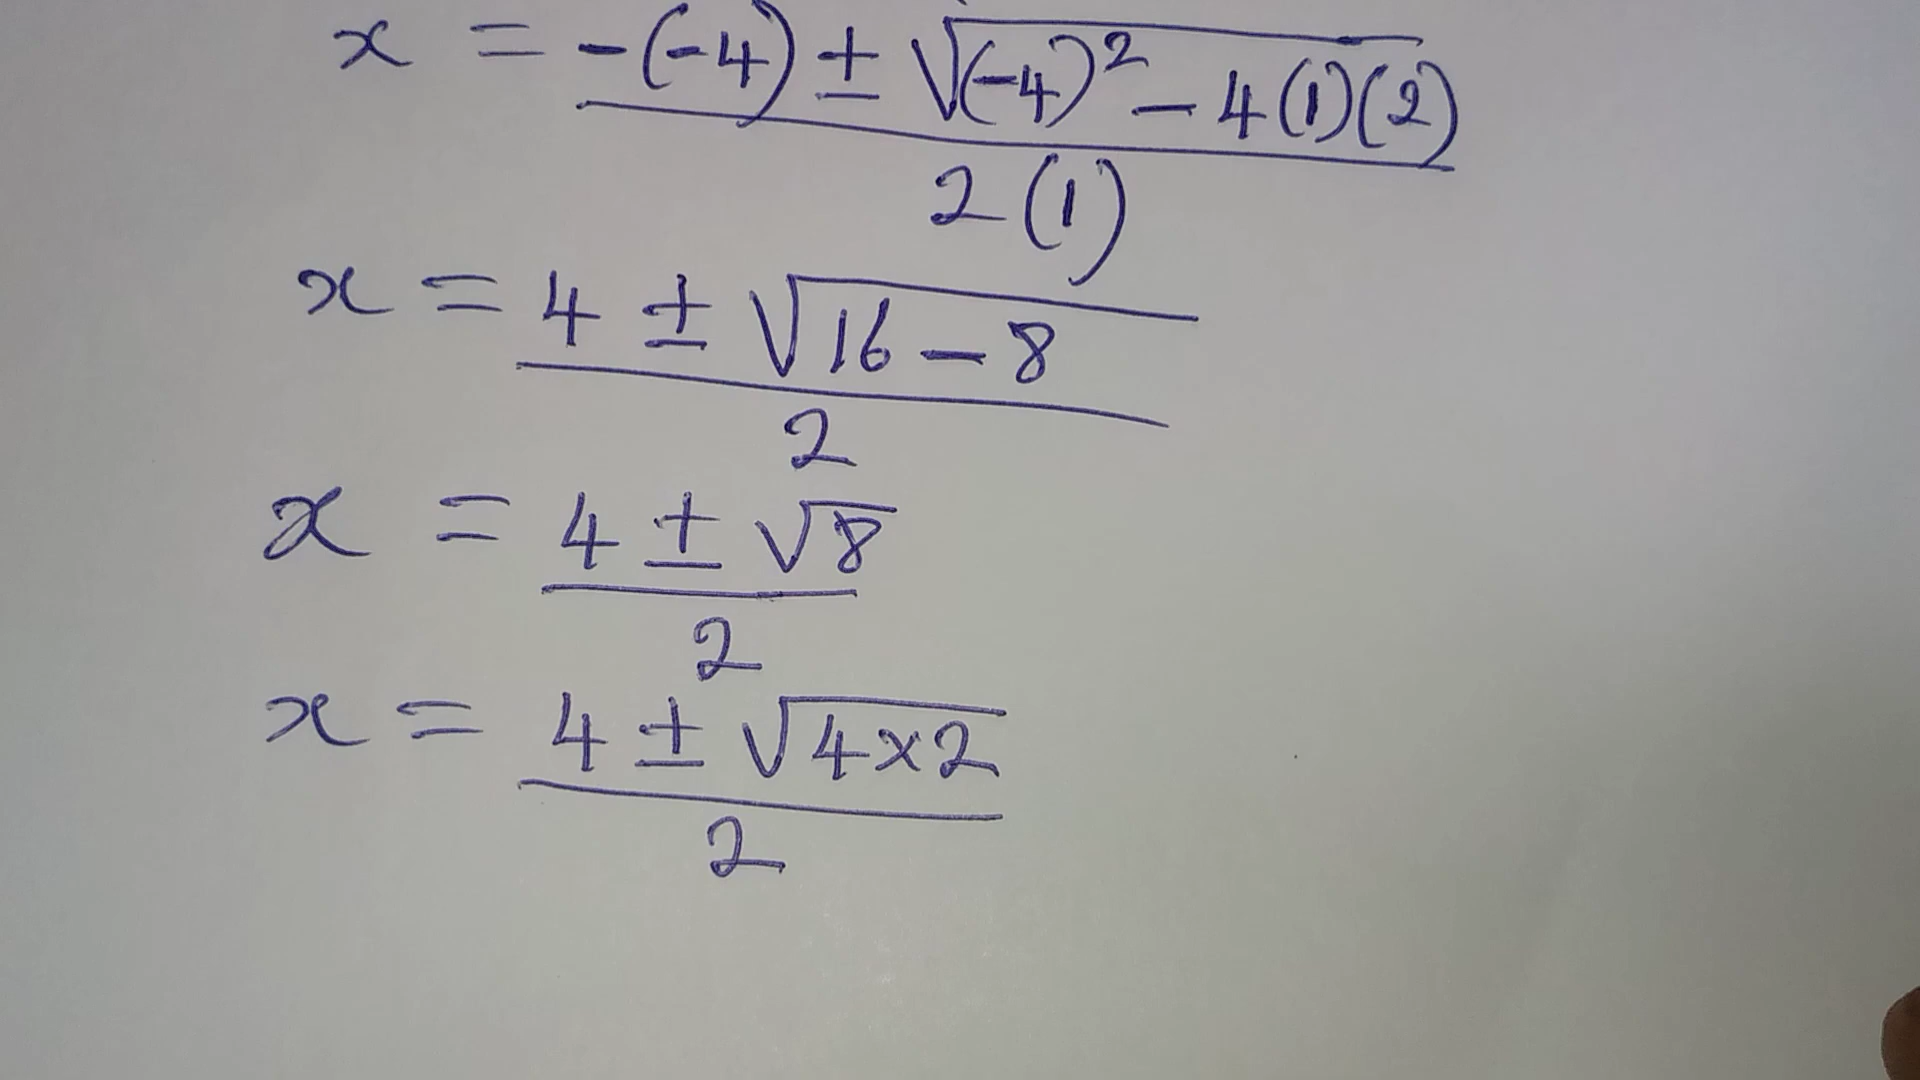 x = -(-4) ± √(-4)² - 4(1)(2)
2(1)
x = 4 ± √16 - 8
2
x = 4 ± √8
2
x = 4 ± √4×2
2